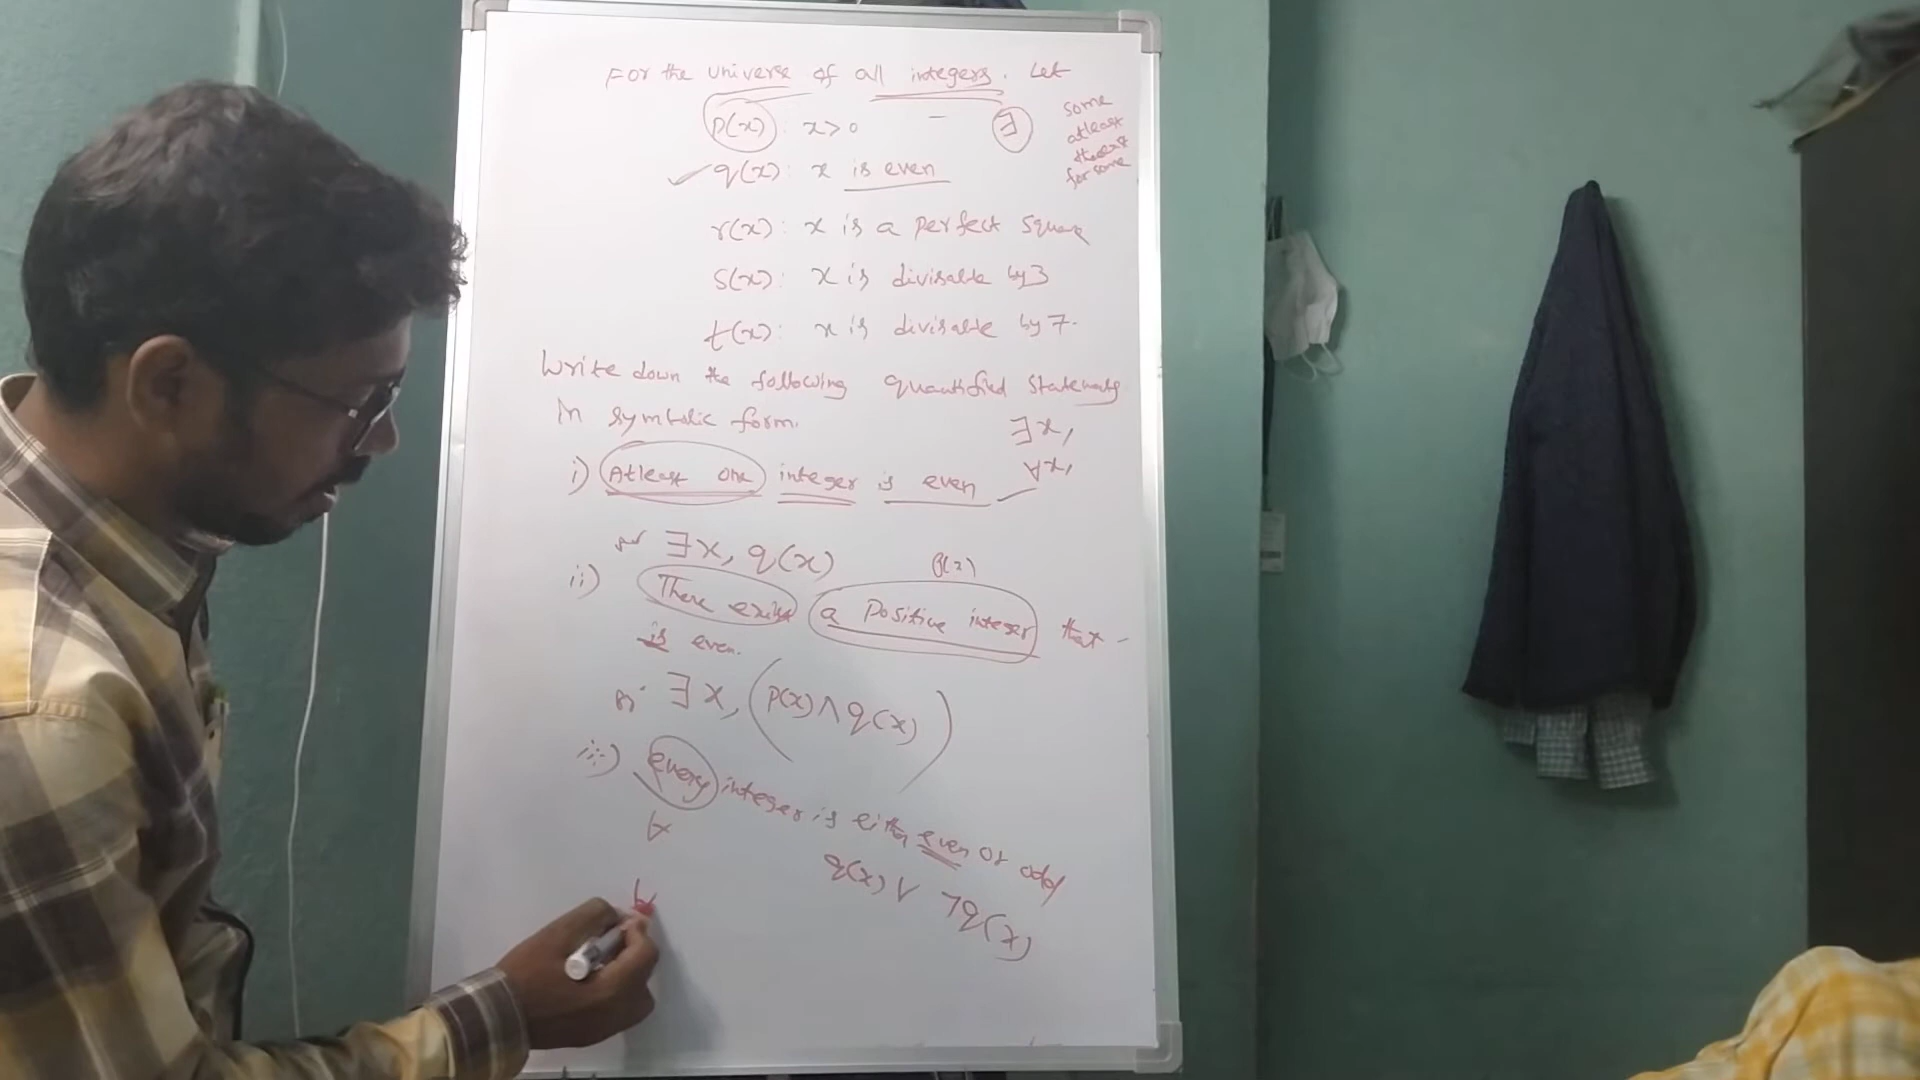 For the universe of all integers. Let
p(x): x>0 - ∃
some
atleast
for some
q(x): x is even
r(x): x is a perfect square
s(x): x is divisable by 3
t(x): x is divisable by 7.
Write down the following quantified statements
In symbolic form.
∃x,
∀x,
i) Atleast one integer is even
∃x, q(x)
ii) There exist a positive integer that -
is even.
∃x, (p(x) ∧ q(x))
iii) every integer is either even or odd
∀
q(x) ∨ ¬q(x)